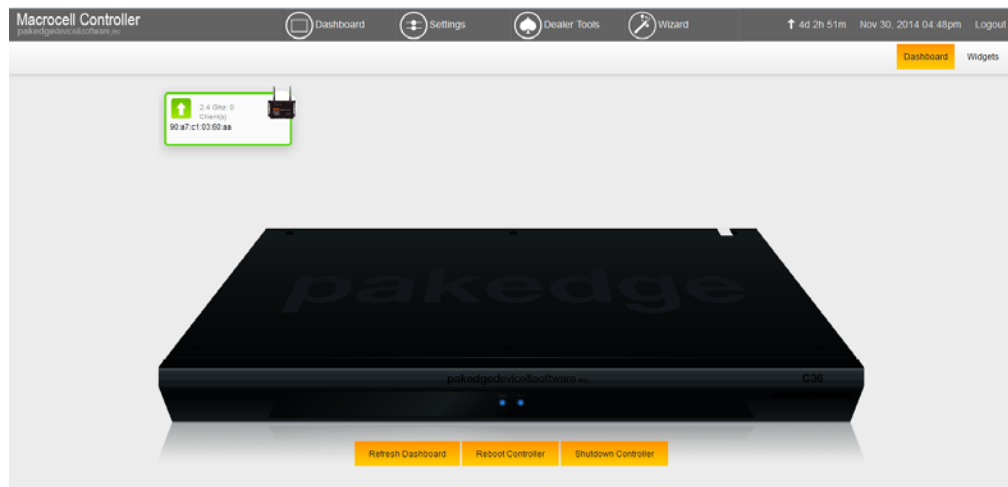 Macrocell Controller
pakedgedevice&software,inc
Dashboard
Settings
Dealer Tools
Wizard
4d 2h 51m
Nov 30, 2014 04:48pm
Logout
Dashboard
Widgets
2.4 Ghz: 0
Client(s)
90:a7:c1:03:60:aa
pakedge
pakedgedevice&software inc
C36
Refresh Dashboard
Reboot Controller
Shutdown Controller